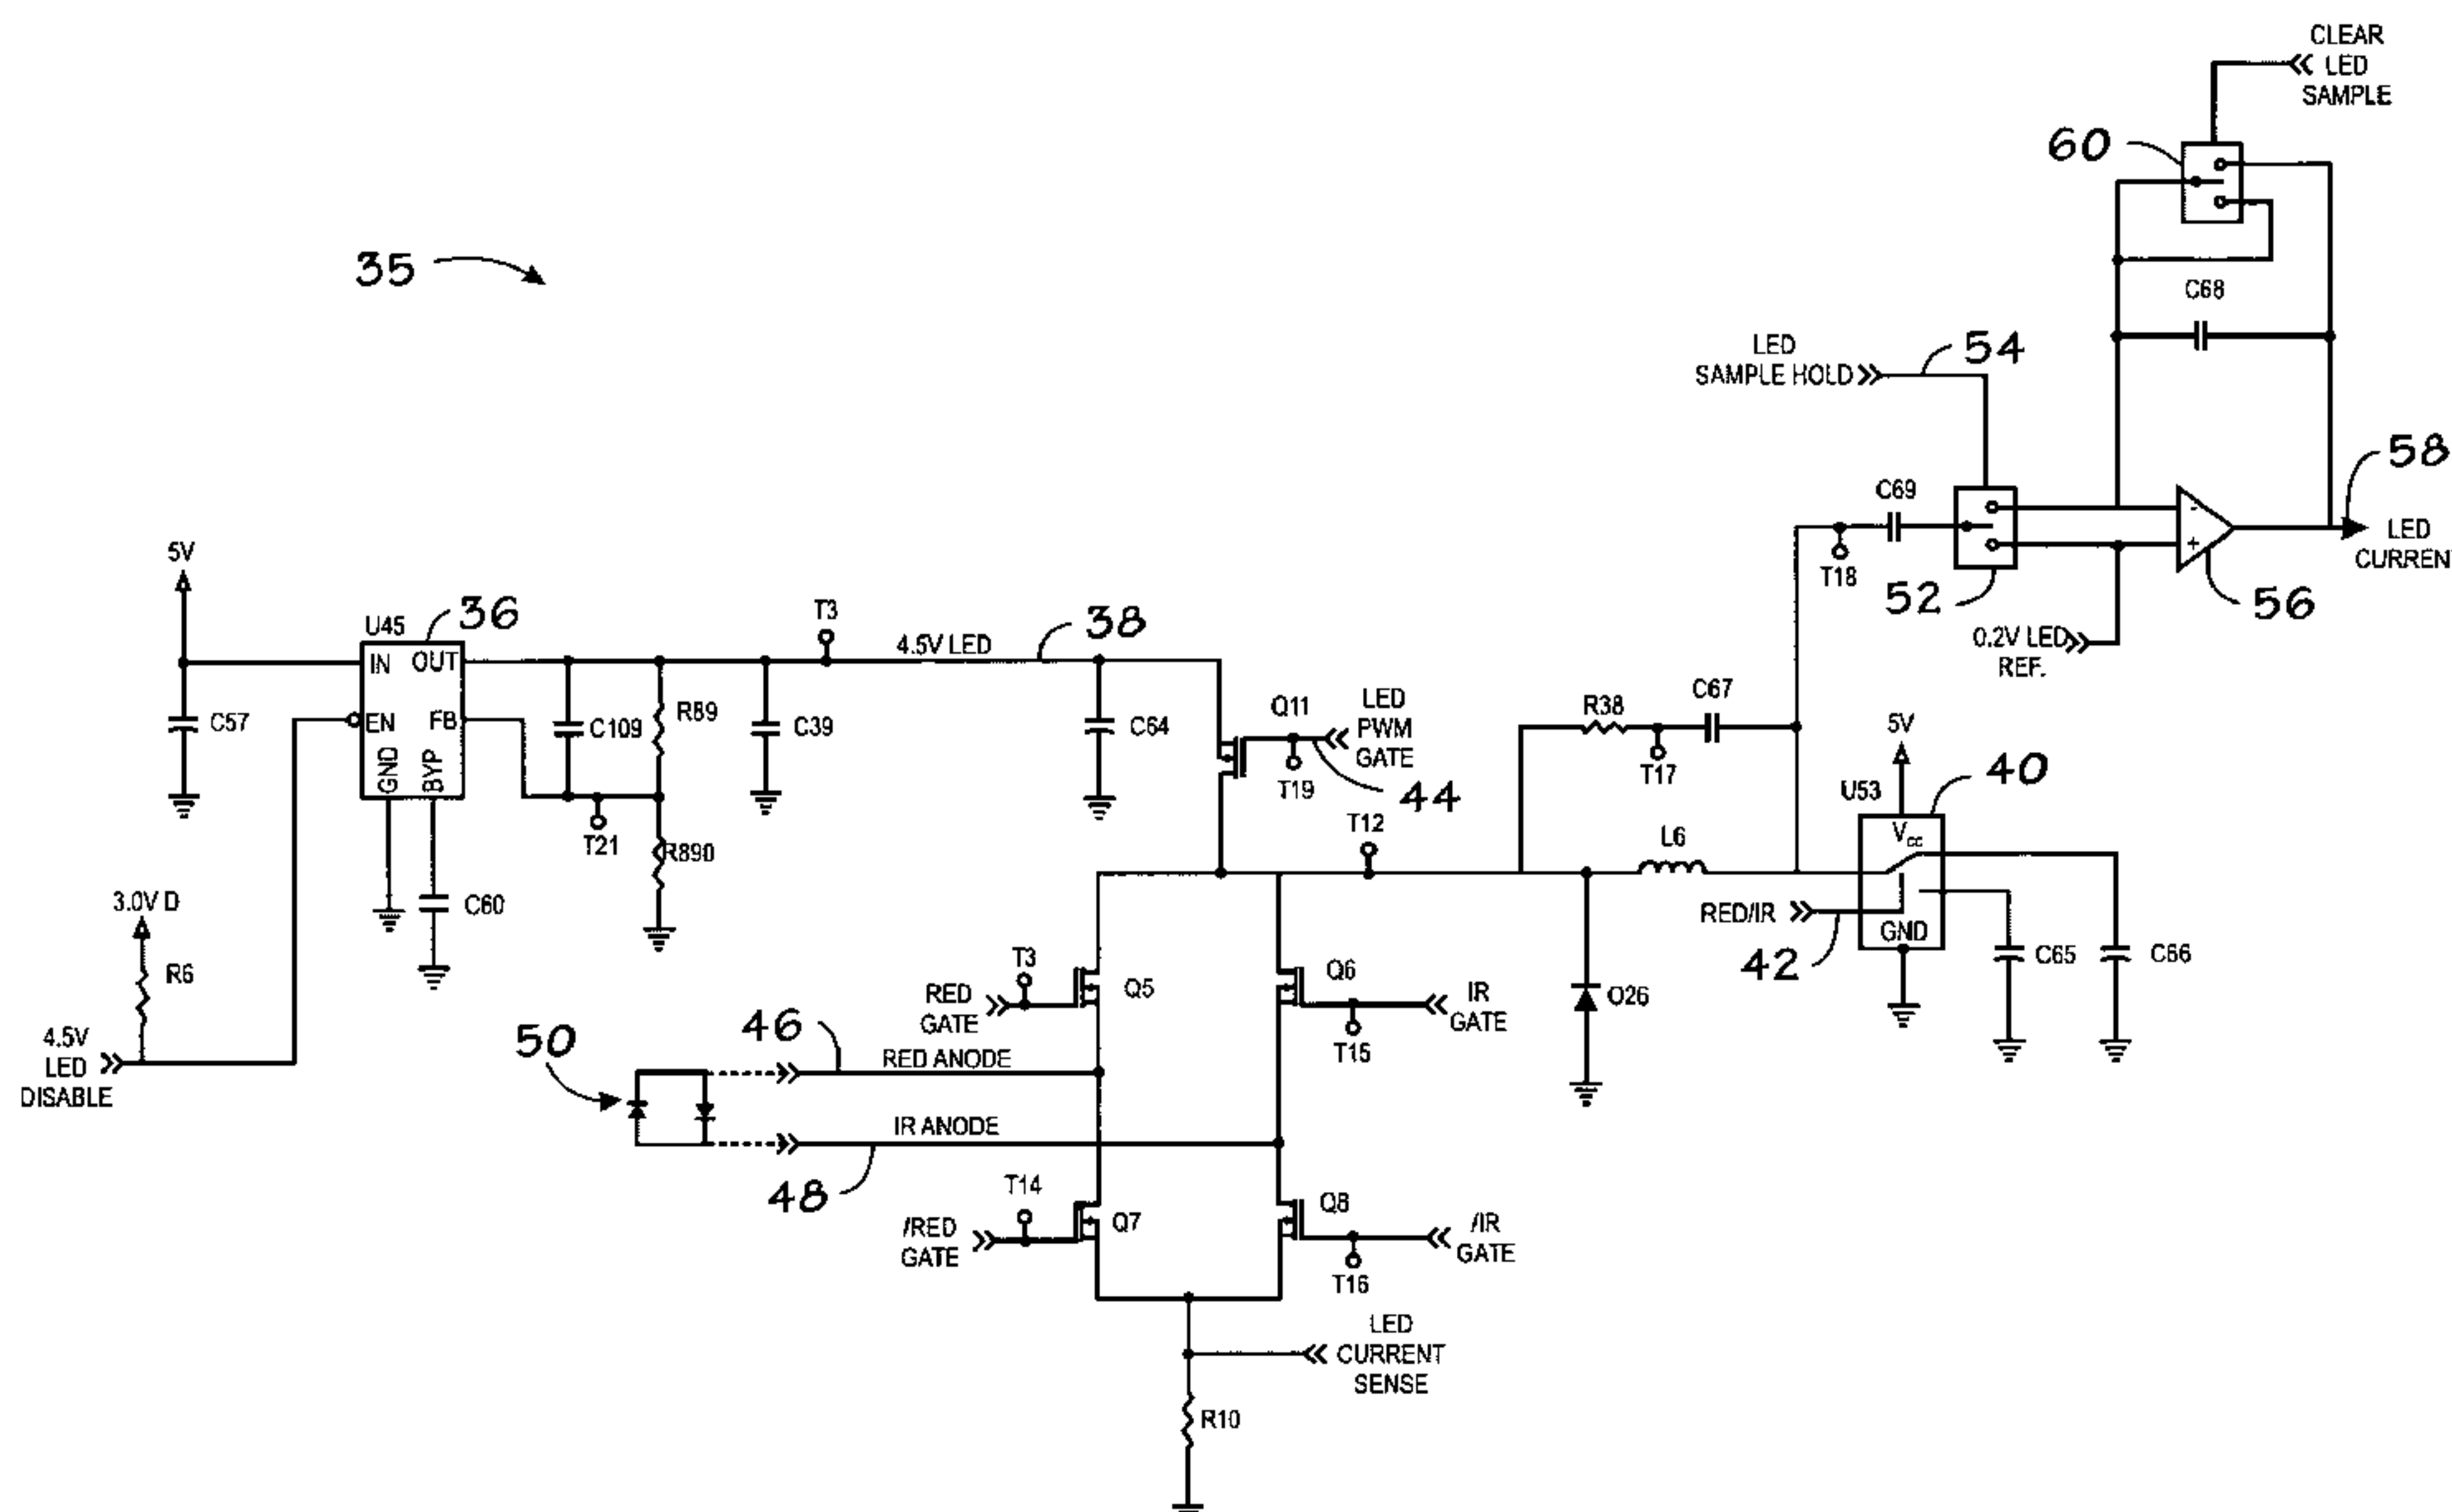 CLEAR
LED
SAMPLE
60
35
C68
LED
SAMPLE HOLD
54
58
C69
LED
CURREN
T18
52
56
0.2V LED
REF.
5V
U45
36
T3
38
4.5V LED
IN
OUT
C57
EN
FB
C109
R89
C39
C64
Q11
LED
PWM
GATE
T19
44
GND
BYP
T21
R890
C60
R38
C67
T17
5V
U53
40
Vcc
T12
L6
RED/IR
42
GND
C65
C66
3.0V D
R6
4.5V
LED
DISABLE
T3
RED
GATE
Q5
Q6
IR
GATE
T15
O26
50
46
RED ANODE
IR ANODE
48
T14
/RED
GATE
Q7
Q8
/IR
GATE
T16
LED
CURRENT
SENSE
R10
-
+